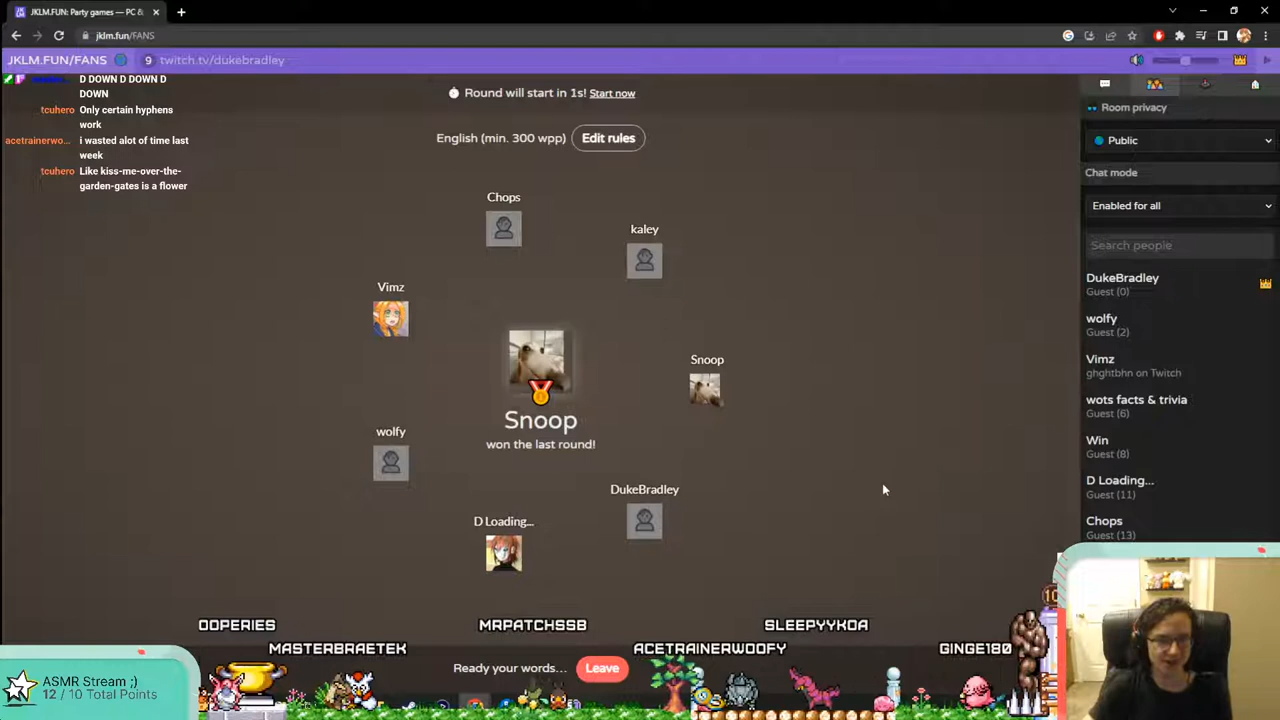 JKLM.FUN: Party games — PC &
jklm.fun/FANS
JKLM.FUN/FANS 9 twitch.tv/dukebradley
D DOWN D DOWN D
DOWN
tcuhero Only certain hyphens
work
acetrainerwo... i wasted alot of time last
week
tcuhero Like kiss-me-over-the-
garden-gates is a flower
Round will start in 1s! Start now
English (min. 300 wpp) Edit rules
Chops
kaley
Vimz
Snoop
Snoop
won the last round!
wolfy
DukeBradley
D Loading...
Room privacy
Public
Chat mode
Enabled for all
Search people
DukeBradley
Guest (0)
wolfy
Guest (2)
Vimz
ghghtbhn on Twitch
wots facts & trivia
Guest (6)
Win
Guest (8)
D Loading...
Guest (11)
Chops
Guest (13)
OOPERIES MRPATCHSSB SLEEPYYKOA
MASTERBRAETEK ACETRAINERWOOFY GINGE180
Ready your words... Leave
ASMR Stream ;)
12 / 10 Total Points